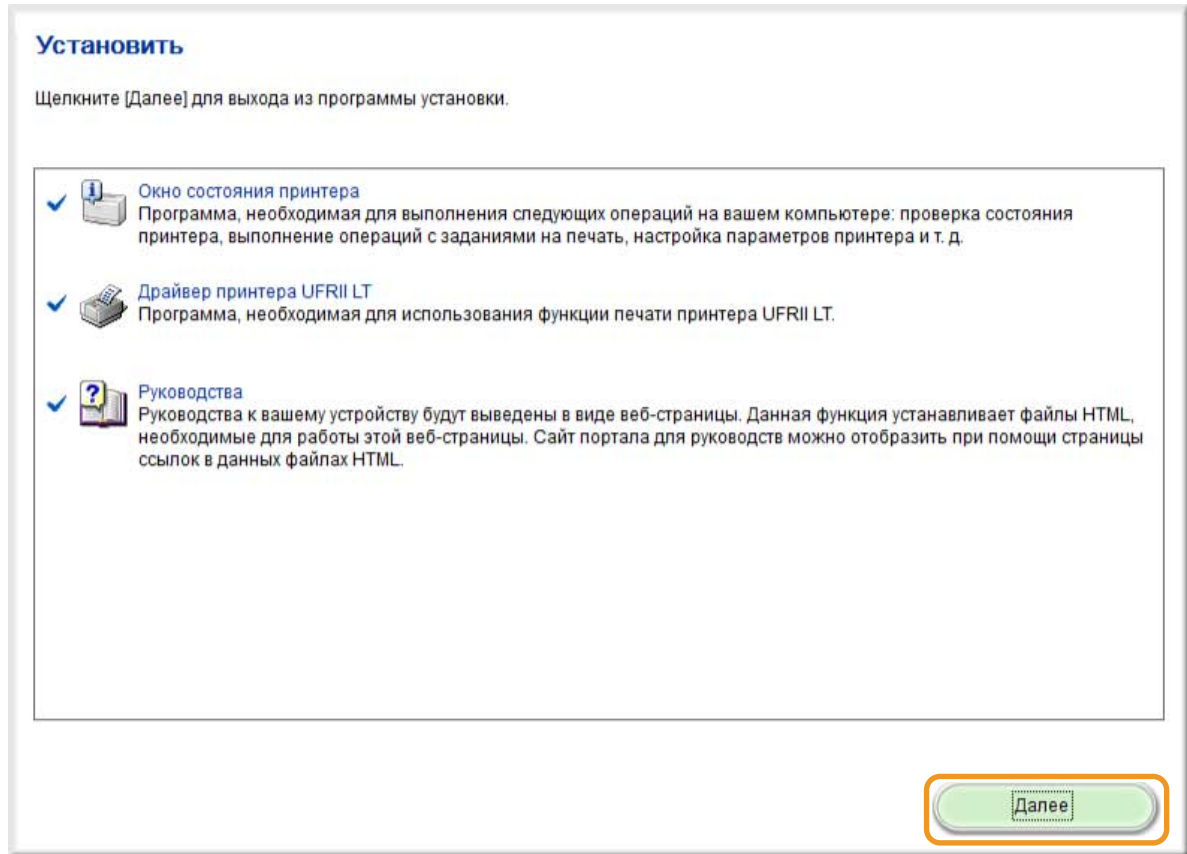 Установить
Щелкните [Далее] для выхода из программы установки.
Окно состояния принтера
Программа, необходимая для выполнения следующих операций на вашем компьютере: проверка состояния
принтера, выполнение операций с заданиями на печать, настройка параметров принтера и т. д.
Драйвер принтера UFRII LT
Программа, необходимая для использования функции печати принтера UFRII LT.
Руководства
Руководства к вашему устройству будут выведены в виде веб-страницы. Данная функция устанавливает файлы HTML,
необходимые для работы этой веб-страницы. Сайт портала для руководств можно отобразить при помощи страницы
ссылок в данных файлах HTML.
Далее